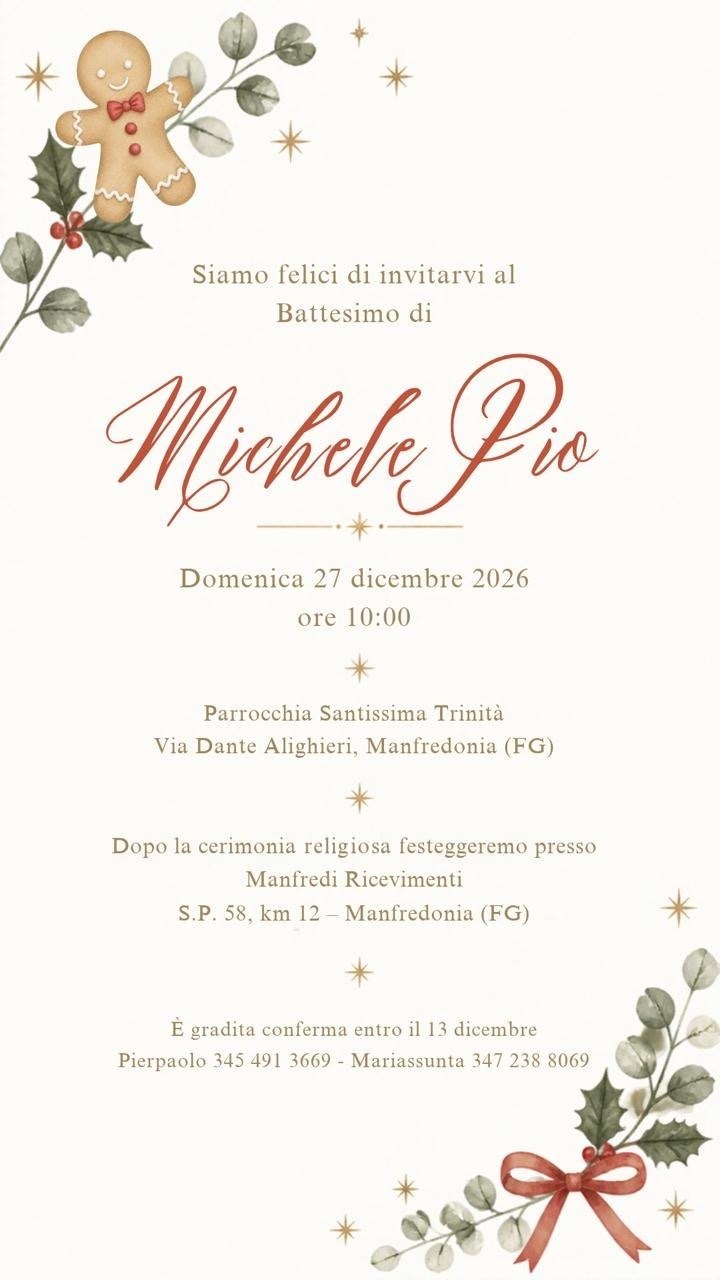 Siamo felici di invitarvi al
Battesimo di
Michele Pio
Domenica 27 dicembre 2026
ore 10:00
Parrocchia Santissima Trinità
Via Dante Alighieri, Manfredonia (FG)
Dopo la cerimonia religiosa festeggeremo presso
Manfredi Ricevimenti
S.P. 58, km 12 – Manfredonia (FG)
È gradita conferma entro il 13 dicembre
Pierpaolo 345 491 3669 - Mariassunta 347 238 8069